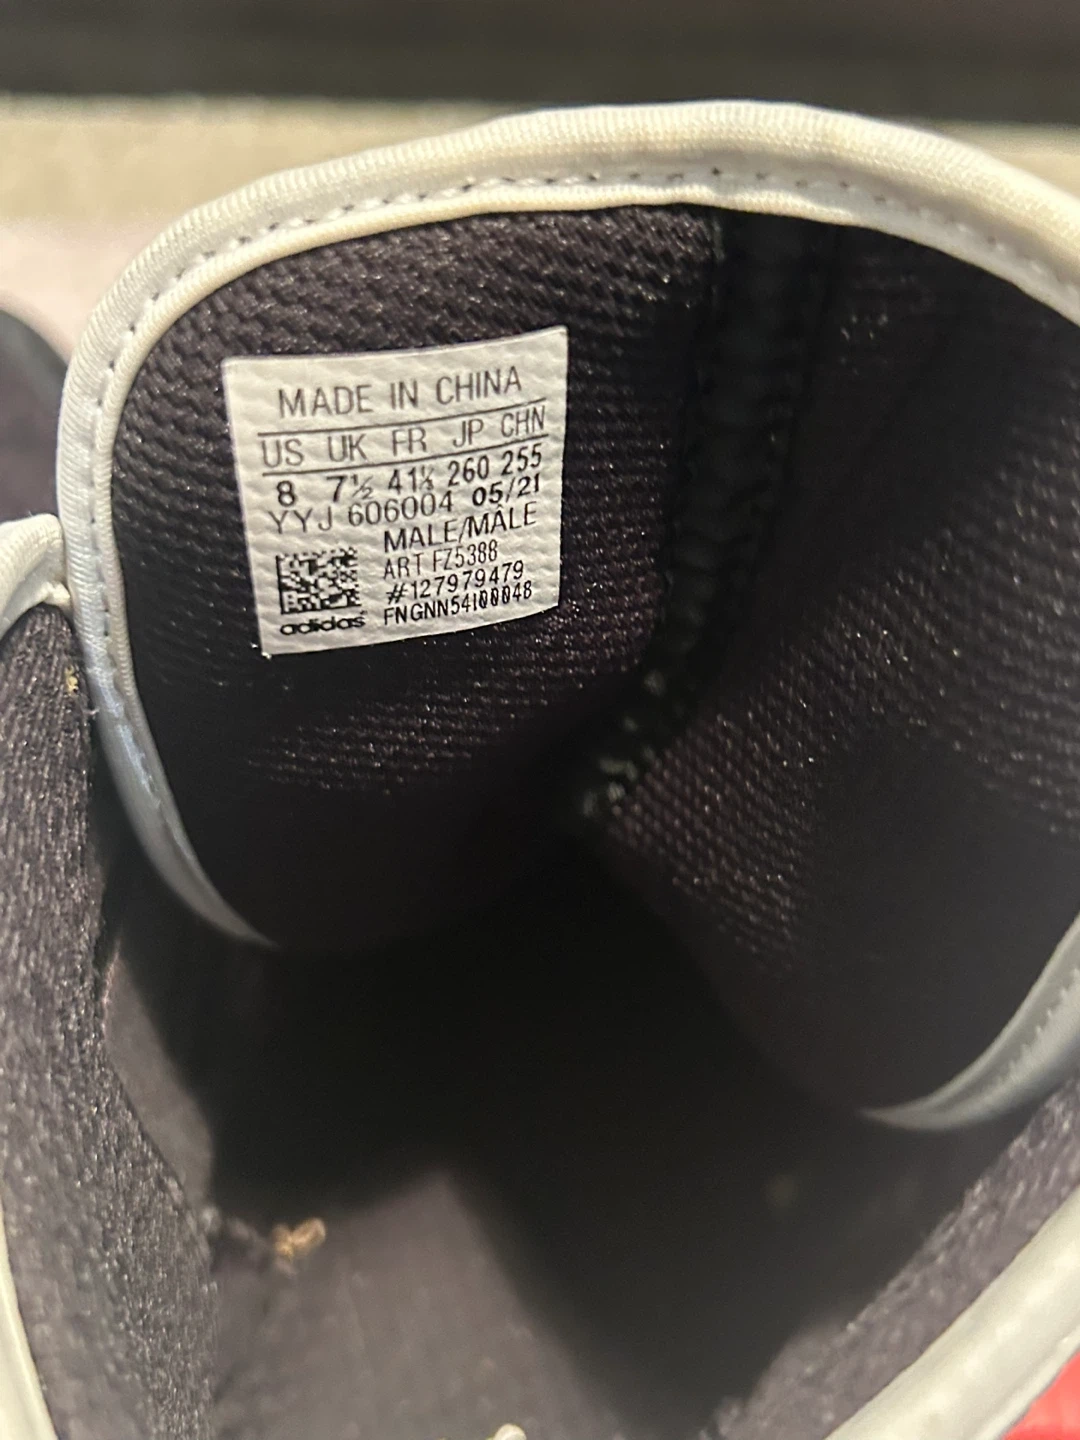 MADE IN CHINA
US UK FR JP CHN
8 7½ 41⅓ 260 255
YYJ 606004 05/21
MALE/MÂLE
ART FZ5388
#127979479
adidas FNGNN54100048